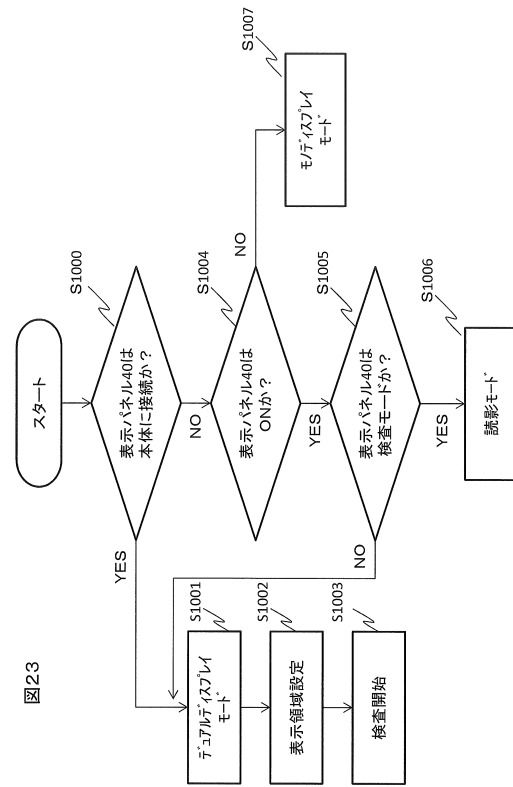 図23
スタート
S1000
表示パネル40は
本体に接続か？
YES
NO
S1001
デュアルディスプレイ
モード
S1002
表示領域設定
S1003
検査開始
S1004
表示パネル40は
ONか？
NO
YES
S1007
モノディスプレイ
モード
S1005
表示パネル40は
検査モードか？
NO
YES
S1006
読影モード